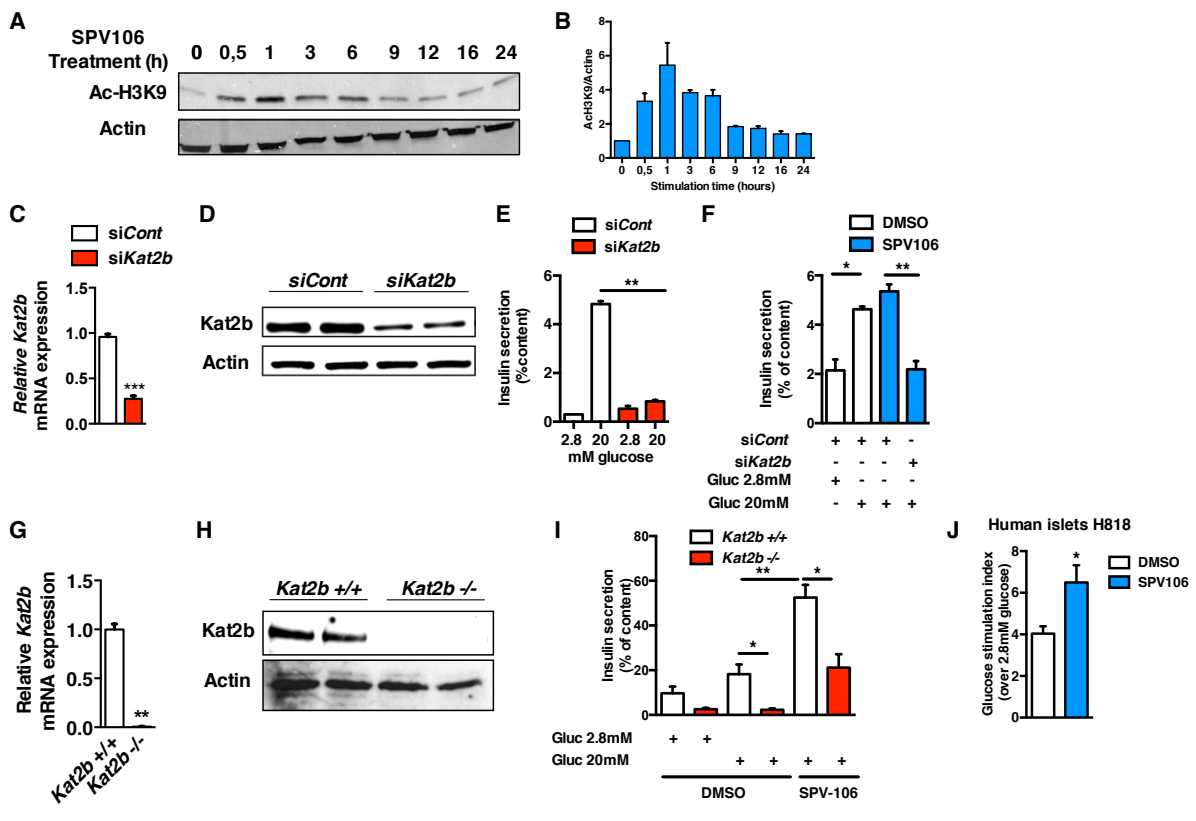 A
SPV106
Treatment (h)
0 0,5 1 3 6 9 12 16 24
Ac-H3K9
Actin
B
AcH3K9/Actine
8
6
4
2
0
0 0,5 1 3 6 9 12 16 24
Stimulation time (hours)
C
siCont
siKat2b
Relative Kat2b
mRNA expression
1.5
1.0
0.5
0.0
***
D
siCont siKat2b
Kat2b
Actin
E
siCont
siKat2b
Insulin secretion
(%content)
6
4
2
0
**
2.8 20 2.8 20
mM glucose
F
DMSO
SPV106
Insulin secretion
(% of content)
6
4
2
0
* **
siCont + + + -
siKat2b - - - +
Gluc 2.8mM + - - -
Gluc 20mM - + + +
G
Relative Kat2b
mRNA expression
1.5
1.0
0.5
0.0
**
Kat2b +/+
Kat2b -/-
H
Kat2b +/+ Kat2b -/-
Kat2b
Actin
I
Kat2b +/+
Kat2b -/-
Insulin secretion
(% of content)
80
60
40
20
0
** *
*
Gluc 2.8mM + +
Gluc 20mM + + + +
DMSO SPV-106
J
Human islets H818
DMSO
SPV106
Glucose stimulation index
(over 2.8mM glucose)
8
6
4
2
0
*